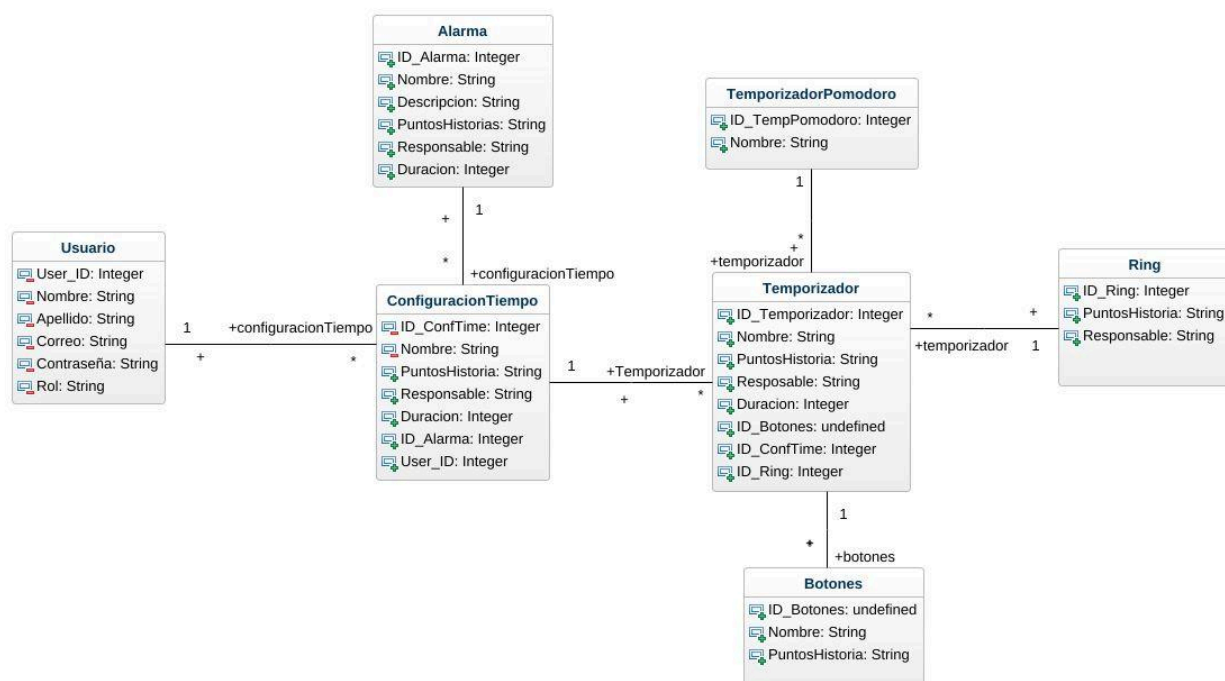 Alarma
ID_Alarma: Integer
Nombre: String
Descripcion: String
PuntosHistorias: String
Responsable: String
Duracion: Integer
+
1
*
+configuracionTiempo
TemporizadorPomodoro
ID_TempPomodoro: Integer
Nombre: String
1
*
+
+temporizador
Usuario
User_ID: Integer
Nombre: String
Apellido: String
Correo: String
Contraseña: String
Rol: String
1
+configuracionTiempo
+
*
ConfiguracionTiempo
ID_ConfTime: Integer
Nombre: String
PuntosHistoria: String
Responsable: String
Duracion: Integer
ID_Alarma: Integer
User_ID: Integer
1
+Temporizador
+
*
Temporizador
ID_Temporizador: Integer
Nombre: String
PuntosHistoria: String
Resposable: String
Duracion: Integer
ID_Botones: undefined
ID_ConfTime: Integer
ID_Ring: Integer
*
+
+temporizador
1
Ring
ID_Ring: Integer
PuntosHistoria: String
Responsable: String
1
+
+botones
Botones
ID_Botones: undefined
Nombre: String
PuntosHistoria: String